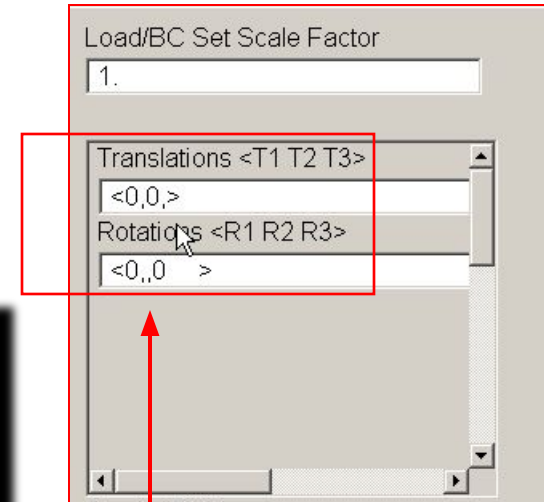 Load/BC Set Scale Factor
1.
Translations <T1 T2 T3>
<0,0,>
Rotations <R1 R2 R3>
<0,,0 >